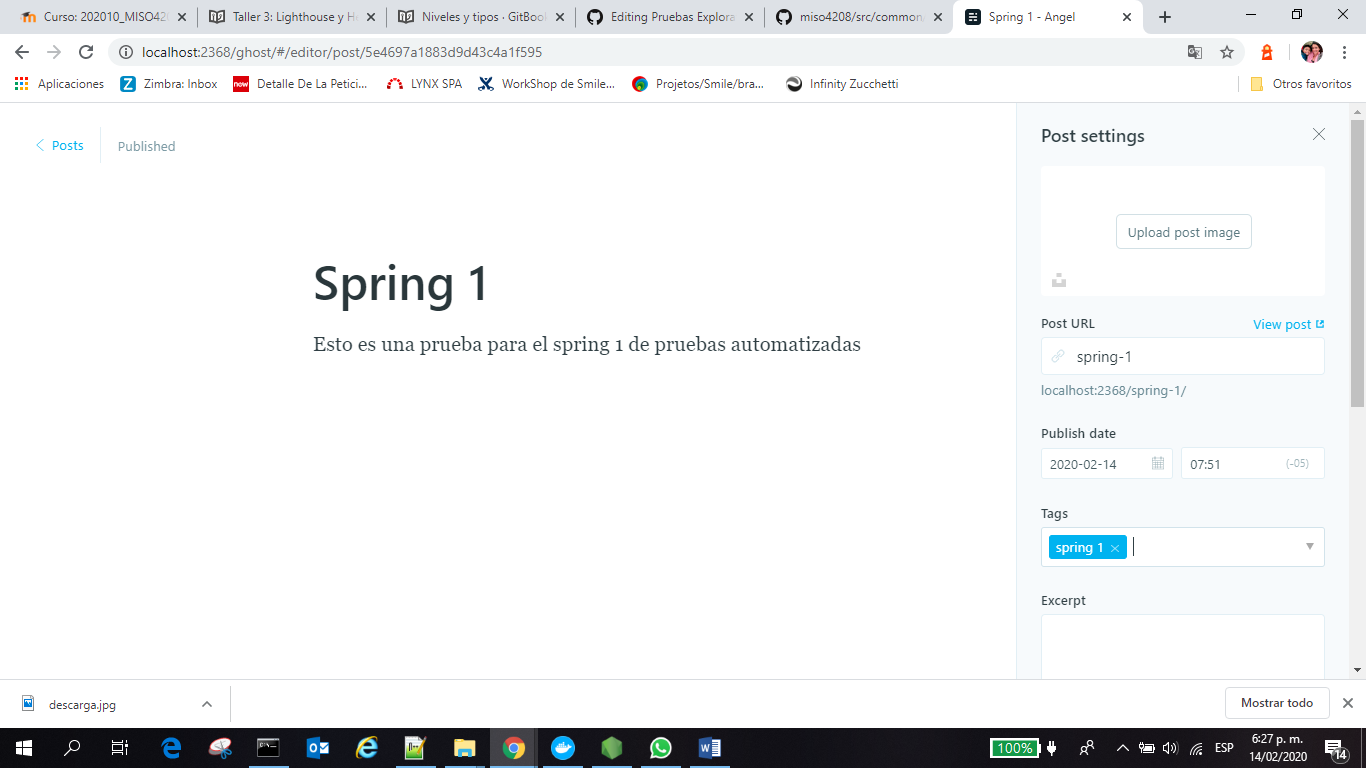 Curso: 202010_MISO42
Taller 3: Lighthouse y H
Niveles y tipos · GitBook
Editing Pruebas Explora
miso4208/src/common
Spring 1 - Angel
localhost:2368/ghost/#/editor/post/5e4697a1883d9d43c4a1f595
Aplicaciones
Zimbra: Inbox
now
Detalle De La Petici...
LYNX SPA
WorkShop de Smile...
Projetos/Smile/bra...
Infinity Zucchetti
Otros favoritos
Posts
Published
Spring 1
Esto es una prueba para el spring 1 de pruebas automatizadas
Post settings
Upload post image
Post URL
View post
spring-1
localhost:2368/spring-1/
Publish date
2020-02-14
07:51
(-05)
Tags
spring 1
Excerpt
descarga.jpg
Mostrar todo
100%
ESP
6:27 p. m.
14/02/2020
14